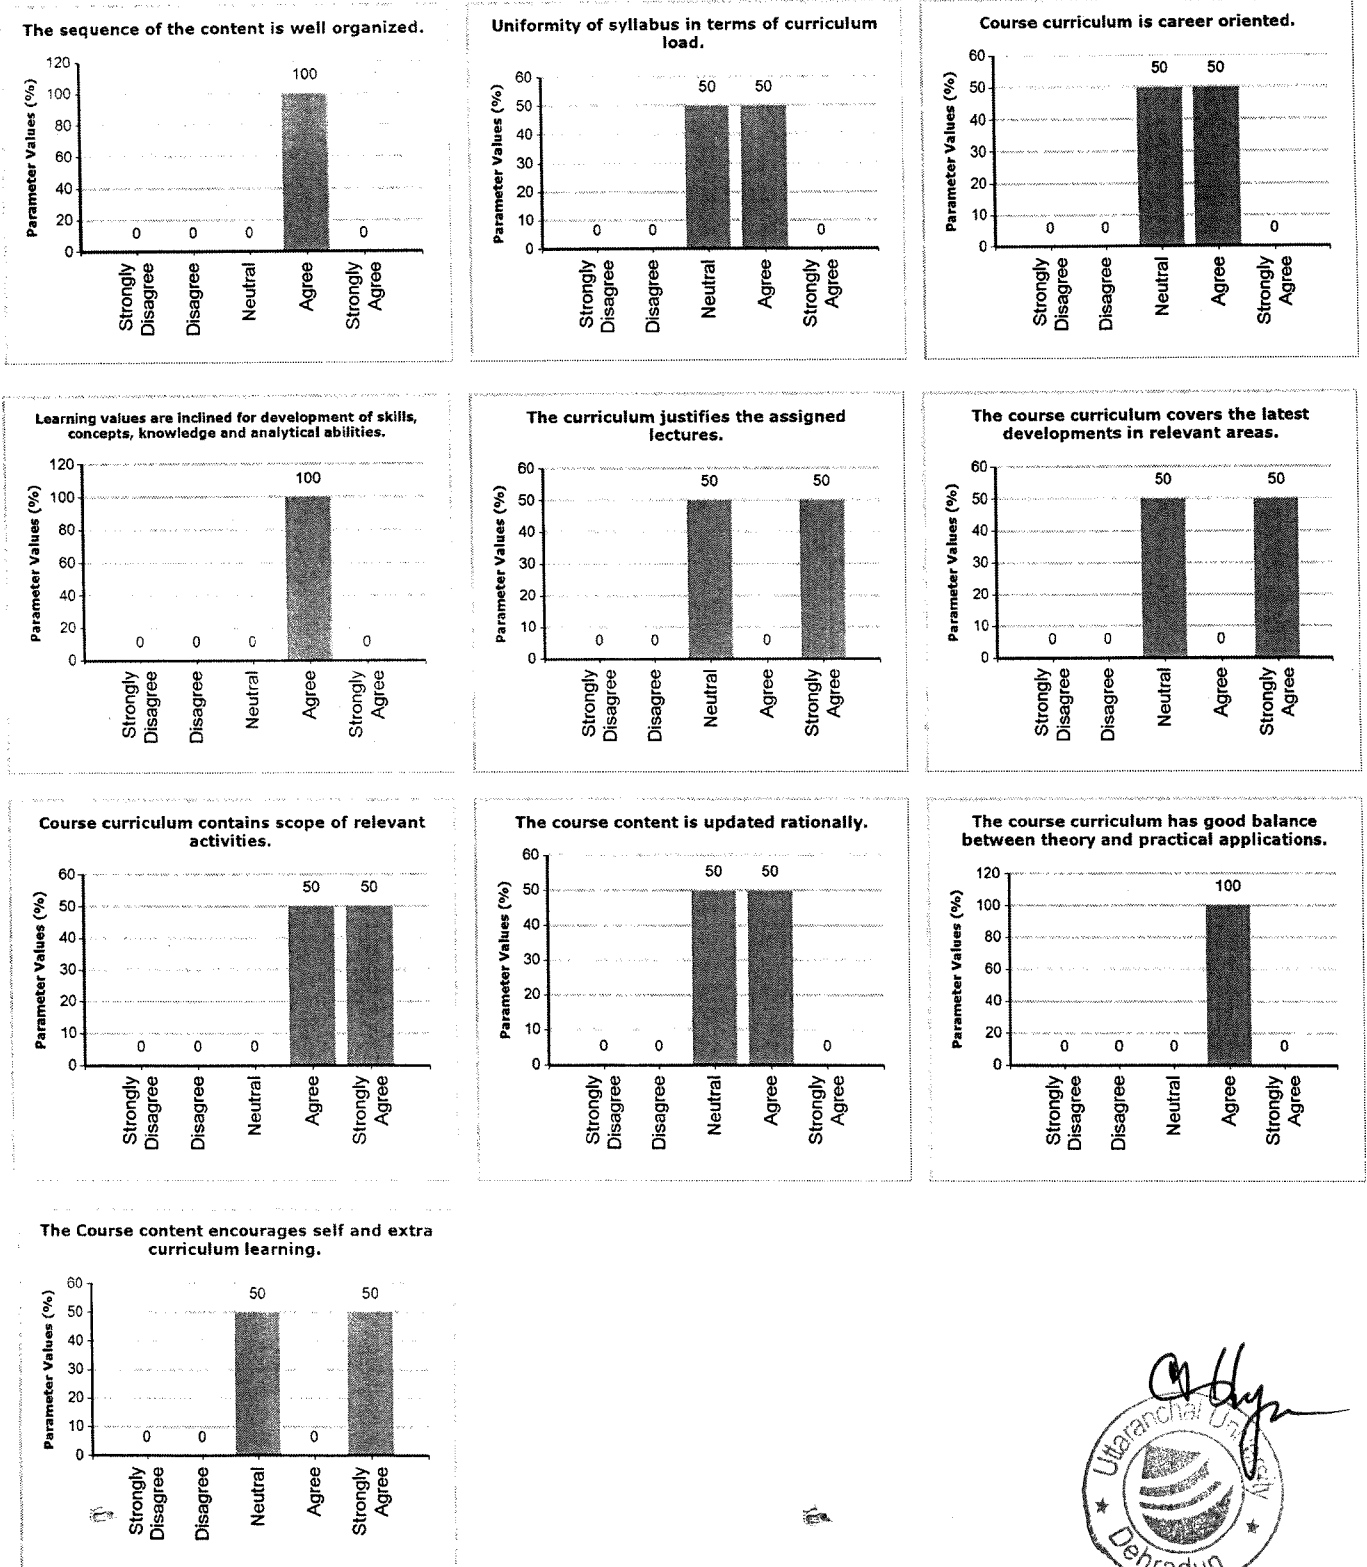 The sequence of the content is well organized.
Parameter Values (%)
120
100
80
60
40
20
0
0
0
0
100
0
Strongly
Disagree
Disagree
Neutral
Agree
Strongly
Agree
Uniformity of syllabus in terms of curriculum
load.
Parameter Values (%)
60
50
40
30
20
10
0
0
0
50
50
0
Strongly
Disagree
Disagree
Neutral
Agree
Strongly
Agree
Course curriculum is career oriented.
Parameter Values (%)
60
50
40
30
20
10
0
0
0
50
50
0
Strongly
Disagree
Disagree
Neutral
Agree
Strongly
Agree
Learning values are inclined for development of skills,
concepts, knowledge and analytical abilities.
Parameter Values (%)
120
100
80
60
40
20
0
0
0
0
100
0
Strongly
Disagree
Disagree
Neutral
Agree
Strongly
Agree
The curriculum justifies the assigned
lectures.
Parameter Values (%)
60
50
40
30
20
10
0
0
0
50
0
50
Strongly
Disagree
Disagree
Neutral
Agree
Strongly
Agree
The course curriculum covers the latest
developments in relevant areas.
Parameter Values (%)
60
50
40
30
20
10
0
0
0
50
0
50
Strongly
Disagree
Disagree
Neutral
Agree
Strongly
Agree
Course curriculum contains scope of relevant
activities.
Parameter Values (%)
60
50
40
30
20
10
0
0
0
0
50
50
Strongly
Disagree
Disagree
Neutral
Agree
Strongly
Agree
The course content is updated rationally.
Parameter Values (%)
60
50
40
30
20
10
0
0
0
50
50
0
Strongly
Disagree
Disagree
Neutral
Agree
Strongly
Agree
The course curriculum has good balance
between theory and practical applications.
Parameter Values (%)
120
100
80
60
40
20
0
0
0
0
100
0
Strongly
Disagree
Disagree
Neutral
Agree
Strongly
Agree
The Course content encourages self and extra
curriculum learning.
Parameter Values (%)
60
50
40
30
20
10
0
0
0
50
0
50
Strongly
Disagree
Disagree
Neutral
Agree
Strongly
Agree
Uttaranchal University
Dehradun